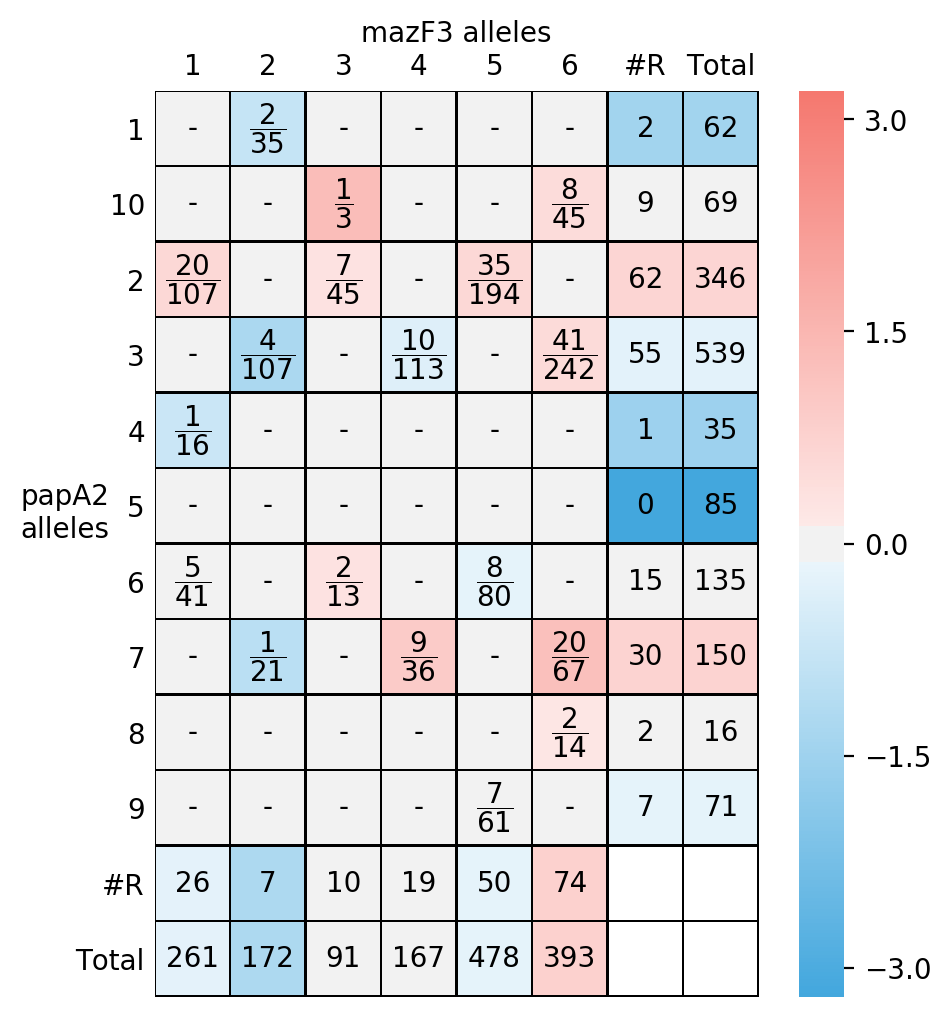 mazF3 alleles
1 2 3 4 5 6 #R Total
1 - 2/35 - - - - 2 62
10 - - 1/3 - - 8/45 9 69
2 20/107 - 7/45 - 35/194 - 62 346
3 - 4/107 - 10/113 - 41/242 55 539
4 1/16 - - - - - 1 35
papA2
alleles
5 - - - - - - 0 85
6 5/41 - 2/13 - 8/80 - 15 135
7 - 1/21 - 9/36 - 20/67 30 150
8 - - - - - 2/14 2 16
9 - - - - 7/61 - 7 71
#R 26 7 10 19 50 74
Total 261 172 91 167 478 393
3.0
1.5
0.0
−1.5
−3.0